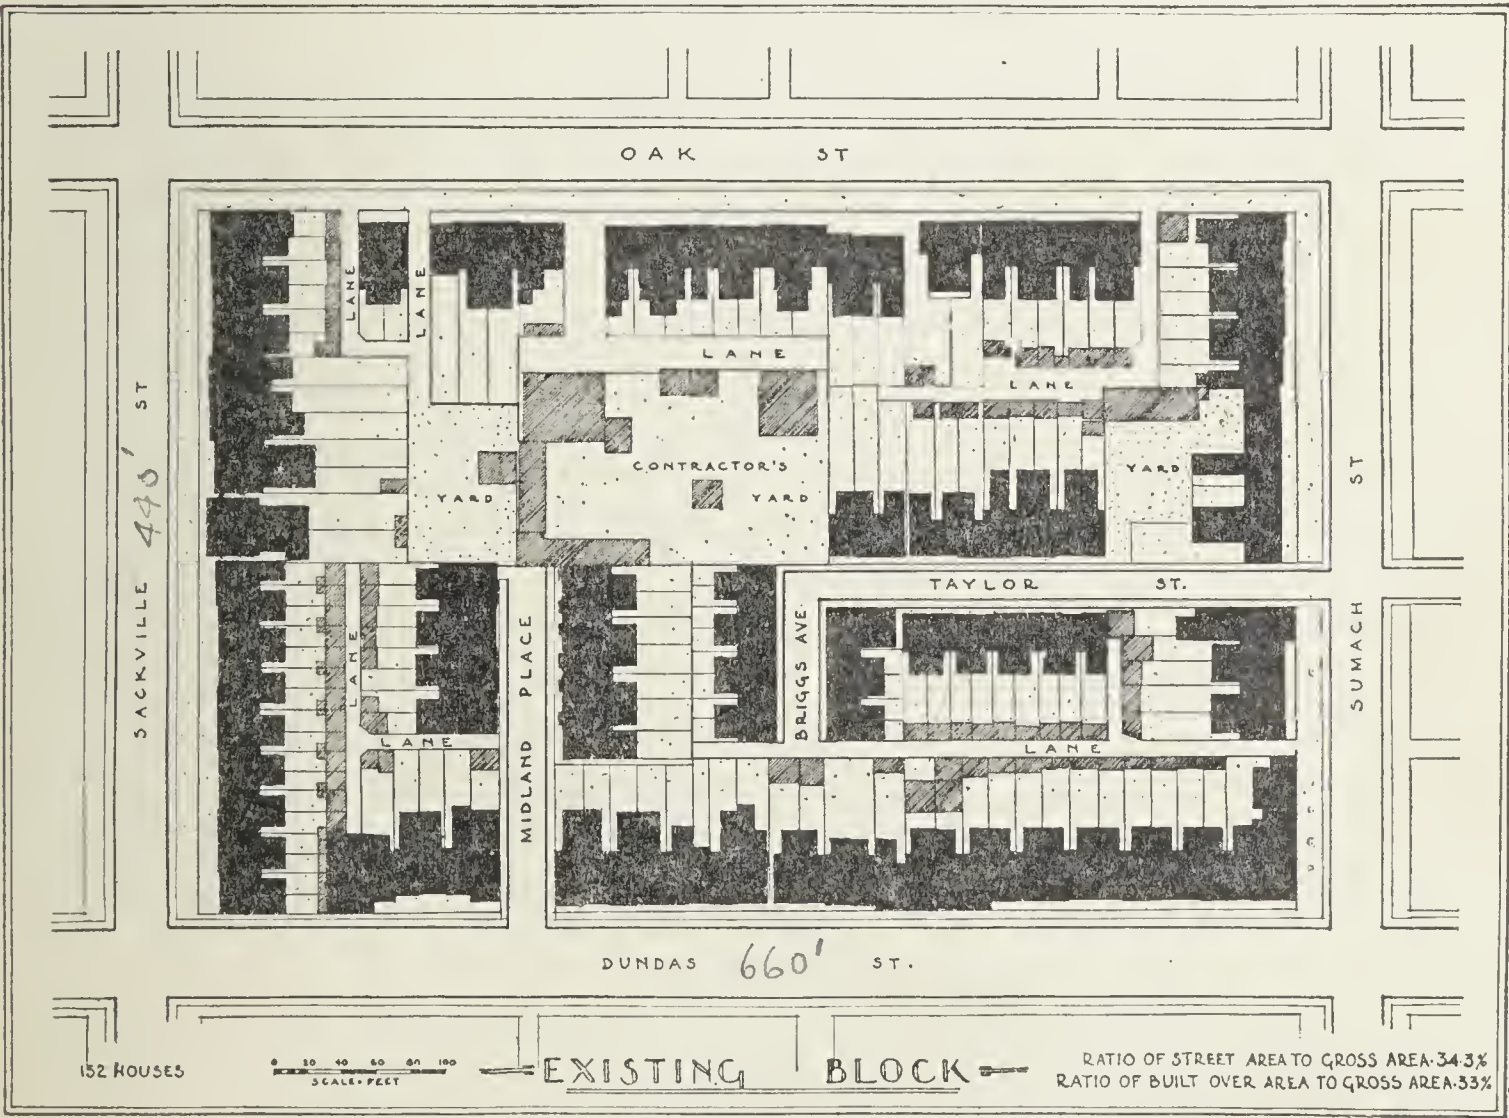 OAK ST
LANE
LANE
LANE
LANE
SACKVILLE 440' ST
CONTRACTOR'S
YARD
YARD
YARD
ST
TAYLOR ST.
LANE
MIDLAND PLACE
BRIGGS AVE.
SUMACH
LANE
LANE
DUNDAS 660' ST.
152 HOUSES
0 20 40 60 80 100
SCALE • FEET
EXISTING BLOCK
RATIO OF STREET AREA TO GROSS AREA•34•3%
RATIO OF BUILT OVER AREA TO GROSS AREA•33%